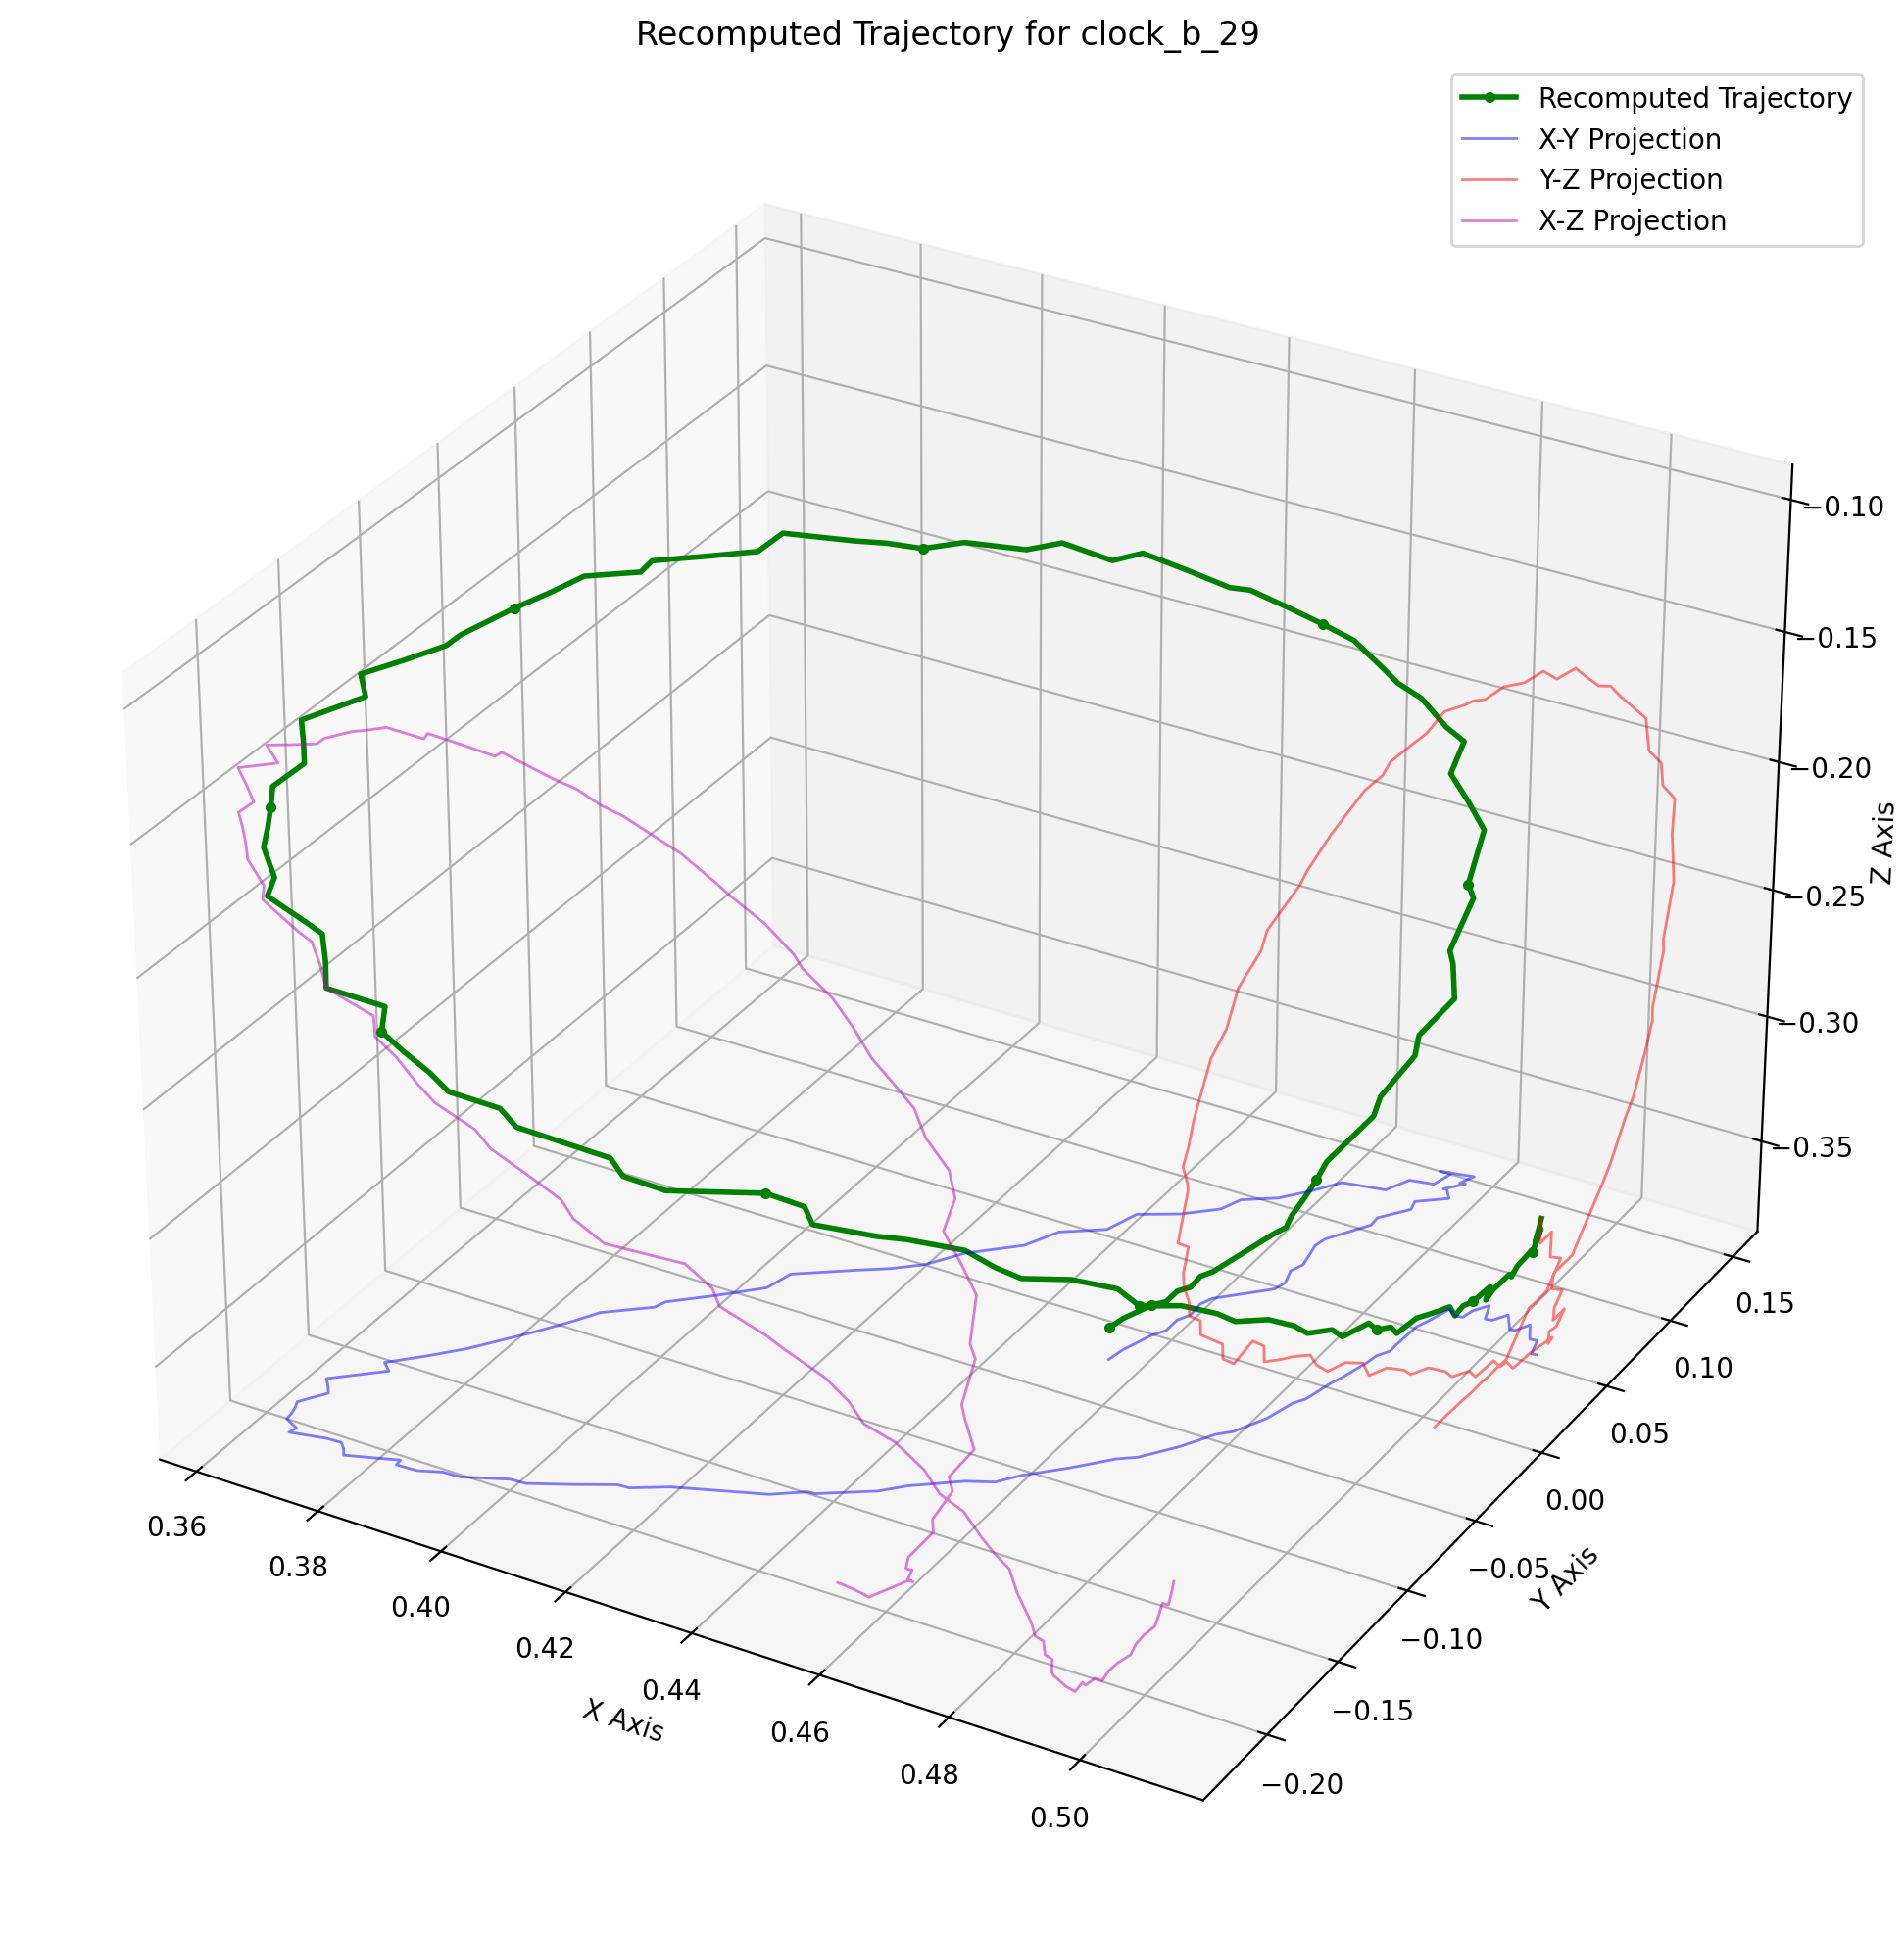 Recomputed Trajectory for clock_b_29
Recomputed Trajectory
X-Y Projection
Y-Z Projection
X-Z Projection
−0.10
−0.15
−0.20
−0.25
−0.30
−0.35
Z Axis
0.15
0.10
0.05
0.00
−0.05
−0.10
−0.15
−0.20
Y Axis
0.36
0.38
0.40
0.42
0.44
0.46
0.48
0.50
X Axis